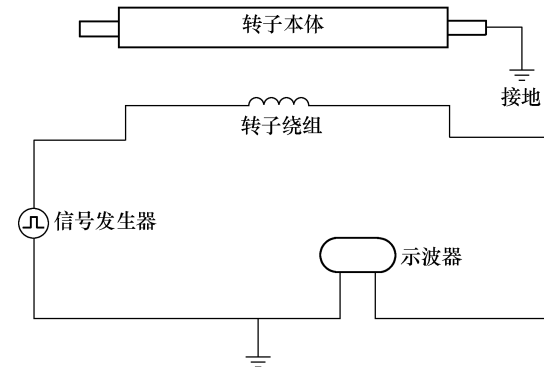 转子本体
接地
转子绕组
信号发生器
示波器